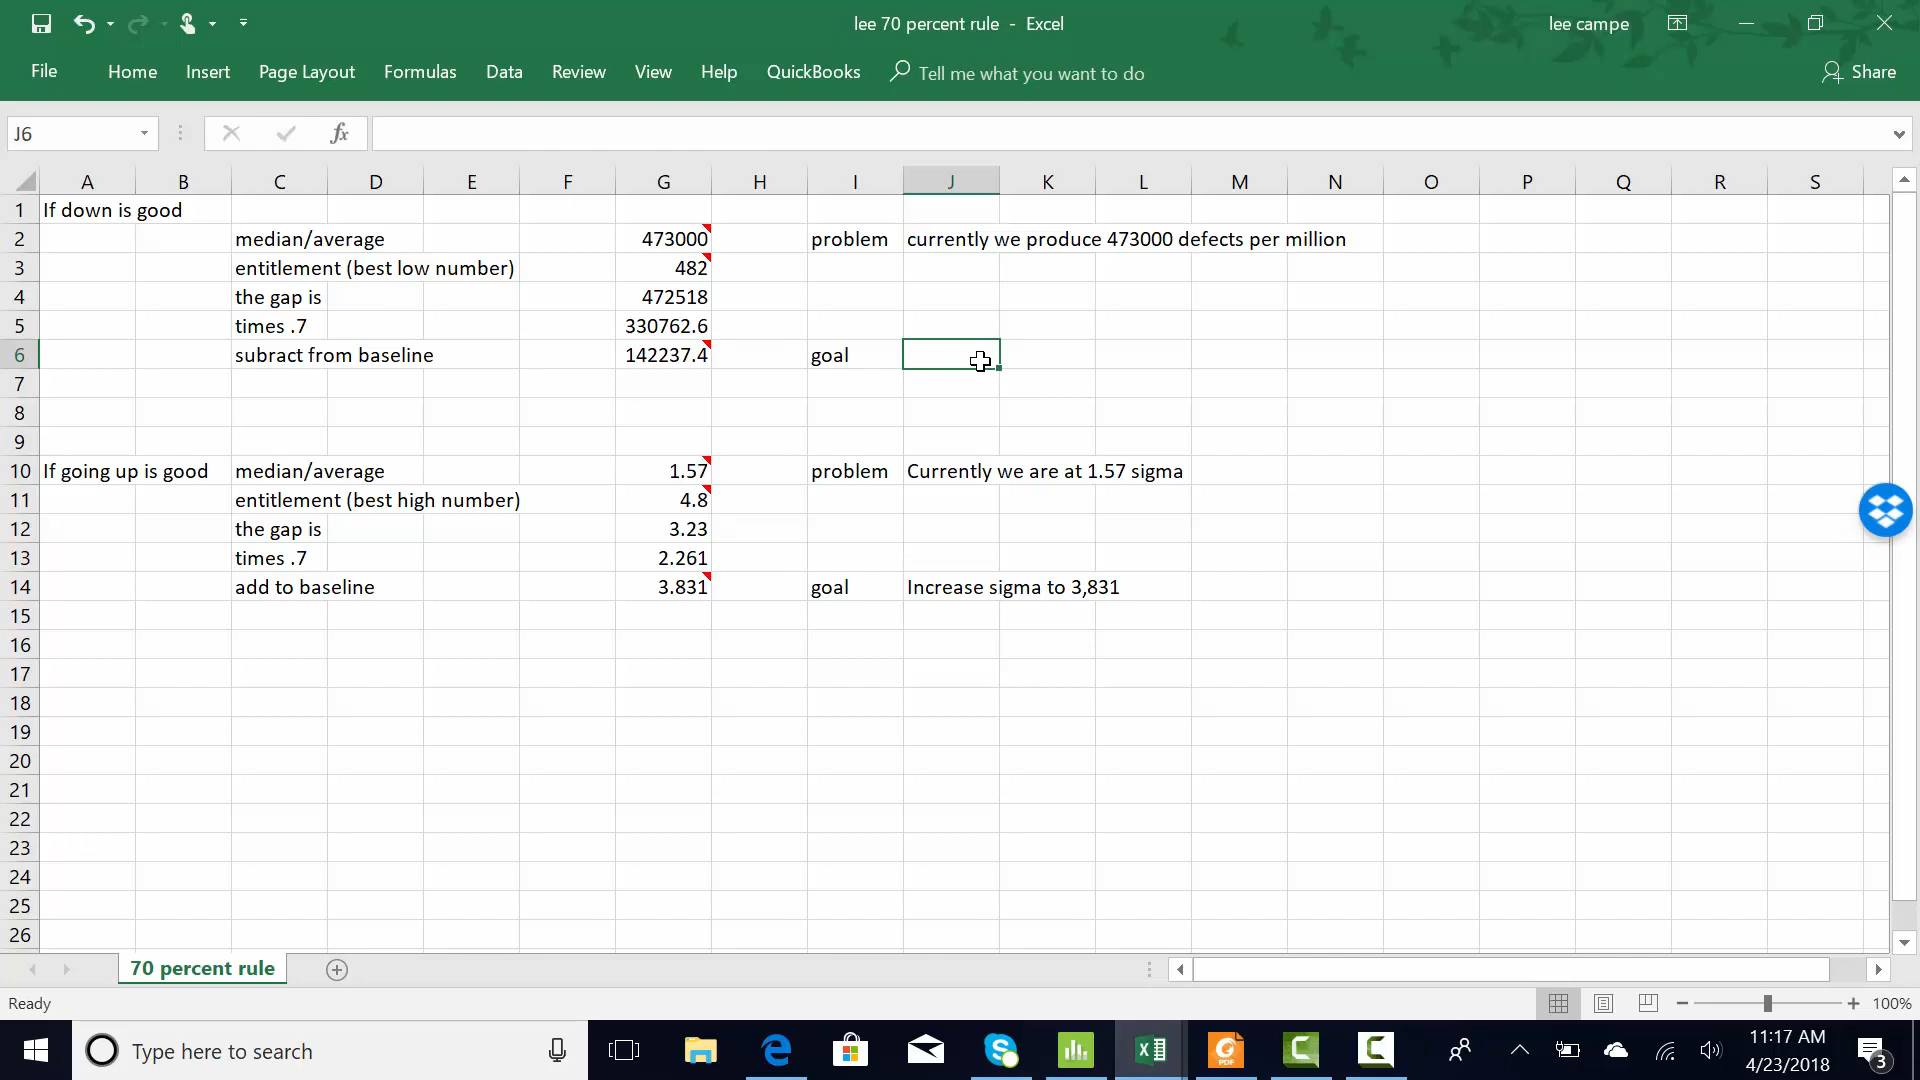 lee 70 percent rule - Excel
lee campe
File Home Insert Page Layout Formulas Data Review View Help QuickBooks Tell me what you want to do Share
J6 fx
A B C D E F G H I J K L M N O P Q R S
1 If down is good
2 median/average 473000 problem currently we produce 473000 defects per million
3 entitlement (best low number) 482
4 the gap is 472518
5 times .7 330762.6
6 subract from baseline 142237.4 goal
7
8
9
10 If going up is good median/average 1.57 problem Currently we are at 1.57 sigma
11 entitlement (best high number) 4.8
12 the gap is 3.23
13 times .7 2.261
14 add to baseline 3.831 goal Increase sigma to 3,831
15
16
17
18
19
20
21
22
23
24
25
26
70 percent rule
Ready 100%
Type here to search
PDF
11:17 AM
4/23/2018
3